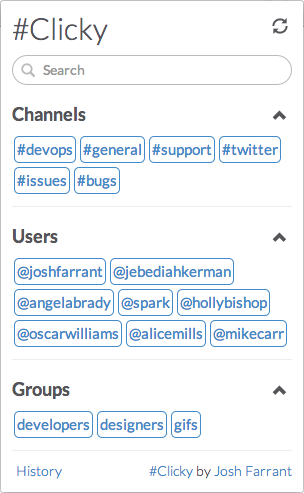 #Clicky
Search
Channels
#devops #general #support #twitter
#issues #bugs
Users
@joshfarrant @jebediahkerman
@angelabrady @spark @hollybishop
@oscarwilliams @alicemills @mikecarr
Groups
developers designers gifs
History #Clicky by Josh Farrant